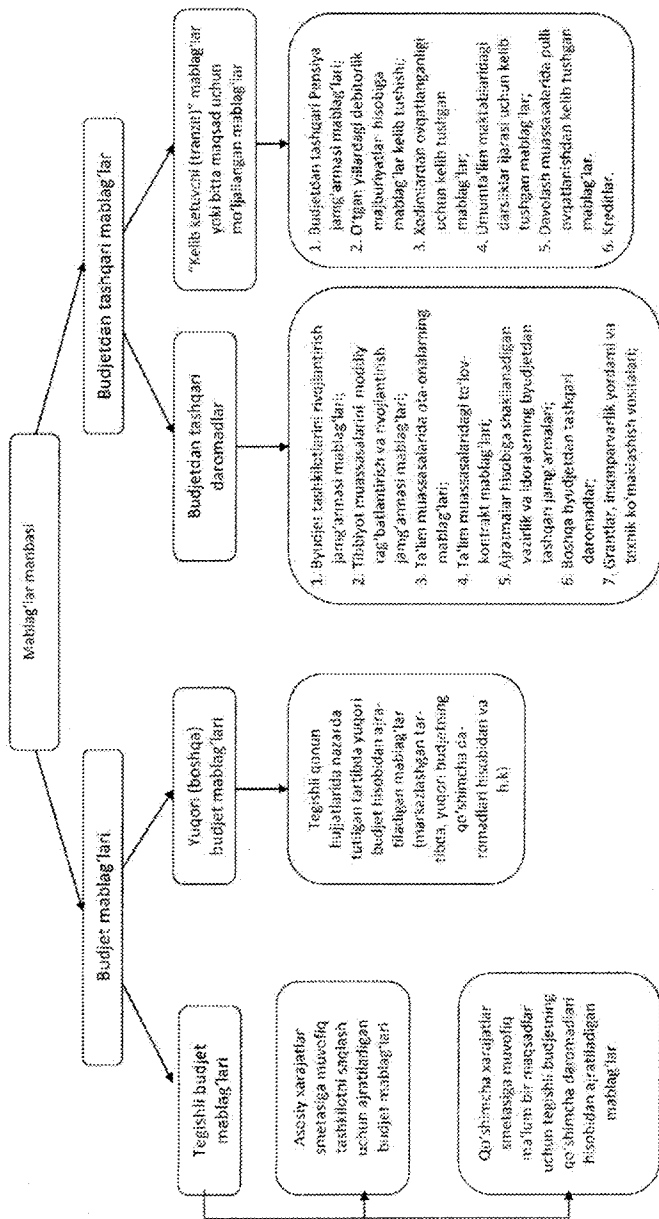 Mablag‘lar manbasi
Budjet mablag‘lari
Budjetdan tashqari mablag‘lar
Tegishli budjet
mablag‘lari
Yuqori (boshqa)
budjet mablag‘lari
Budjetdan tashqari
daromadlar
“Kelib ketuvchi (tranzit)” mablag‘lar
yoki bitta maqsad uchun
mo‘ljallangan mablag‘lar
Asosiy xarajatlar
smetasiga muvofiq
tashkilotni saqlash
uchun ajratiladigan
budjet mablag‘lari
Qo‘shimcha xarajatlar
smetasiga muvofiq
ma’lum bir maqsadlar
uchun tegishli budjetning
qo‘shimcha daromadlari
hisobidan ajratiladigan
mablag‘lar
Tegishli qonun
hujjatlarida nazarda
tutilgan tartibda yuqori
budjet hisobidan ajra-
tiladigan mablag‘lar
(markazlashgan tar-
tibda, yuqori budjetning
qo‘shimcha da-
romadlari hisobidan va
h.k)
1. Byudjet tashkilotlarini rivojlantirish
jamg‘armasi mablag‘lari;
2. Tibbiyot muassasalarini moddiy
rag‘batlantirish va rivojlantirish
jamg‘armasi mablag‘lari;
3. Ta’lim muassasalarida ota-onalarning
mablag‘lari;
4. Ta’lim muassasalaridagi to‘lov-
kontrakt mablag‘lari;
5. Ajratmalar hisobiga shakllanadigan
vazirlik va idoralarning byudjetdan
tashqari jamg‘armalari;
6. Boshqa byudjetdan tashqari
daromadlar;
7. Grantlar, insonparvarlik yordami va
texnik ko‘maklashish vositalari;
1. Budjetdan tashqari Pensiya
jamg‘armasi mablag‘lari;
2. O‘tgan yillardagi debitorlik
majburiyatlar hisobiga
mablag‘lar kelib tushishi;
3. Xodimlardan ovqatlanganligi
uchun kelib tushgan
mablag‘lar;
4. Umumta’lim maktablaridagi
darsliklar ijarasi uchun kelib
tushgan mablag‘lar;
5. Davolash muassasalarida pulli
ovqatlanishdan kelib tushgan
mablag‘lar.
6. Kreditlar.